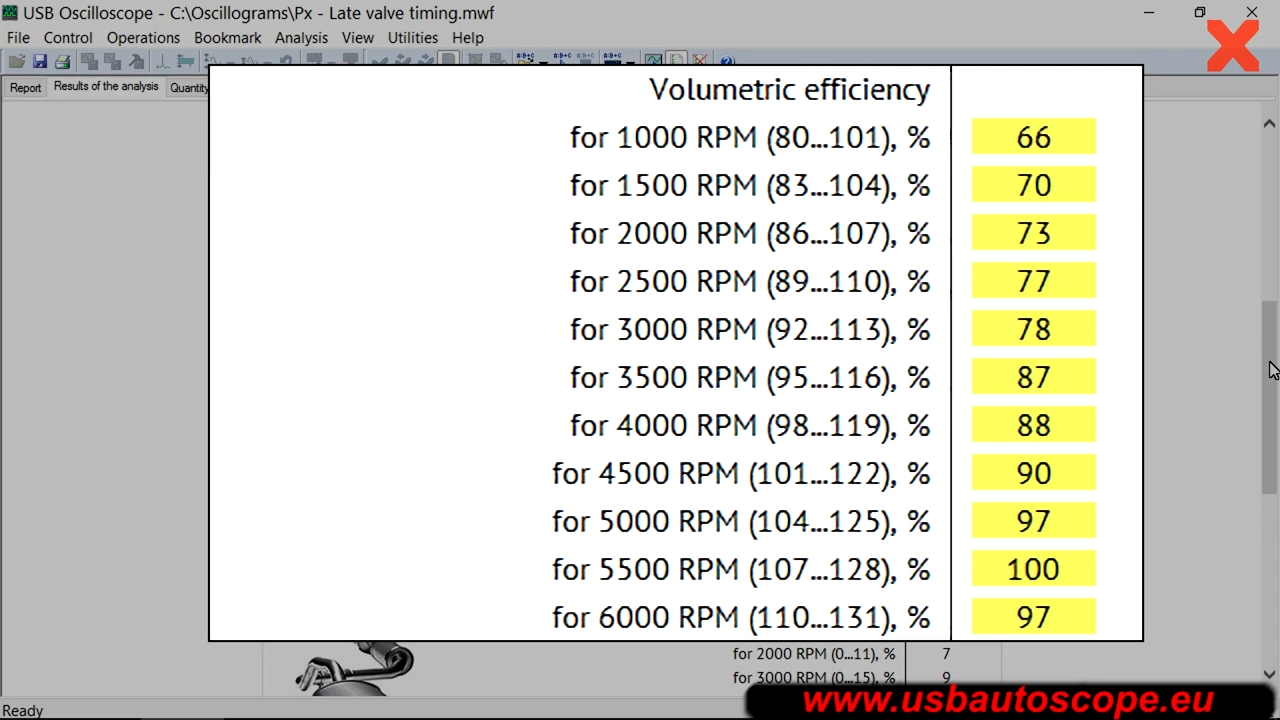 USB Oscilloscope - C:\Oscillograms\Px - Late valve timing.mwf
File Control Operations Bookmark Analysis View Utilities Help
Report Results of the analysis Quantity
Volumetric efficiency
for 1000 RPM (80...101), % 66
for 1500 RPM (83...104), % 70
for 2000 RPM (86...107), % 73
for 2500 RPM (89...110), % 77
for 3000 RPM (92...113), % 78
for 3500 RPM (95...116), % 87
for 4000 RPM (98...119), % 88
for 4500 RPM (101...122), % 90
for 5000 RPM (104...125), % 97
for 5500 RPM (107...128), % 100
for 6000 RPM (110...131), % 97
for 2000 RPM (0...11), % 7
for 3000 RPM (0...15), % 9
www.usbautoscope.eu
Ready